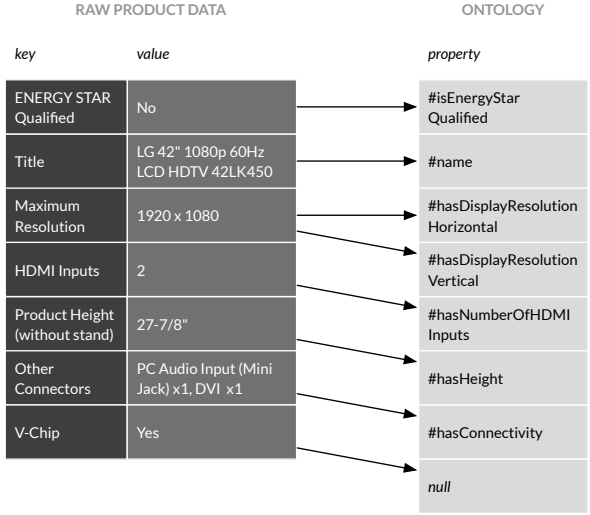 RAW PRODUCT DATA
ONTOLOGY
key
value
property
ENERGY STAR
Qualified
No
#isEnergyStar
Qualified
Title
LG 42" 1080p 60Hz
LCD HDTV 42LK450
#name
Maximum
Resolution
1920 x 1080
#hasDisplayResolution
Horizontal
HDMI Inputs
2
#hasDisplayResolution
Vertical
Product Height
(without stand)
27-7/8"
#hasNumberOfHDMI
Inputs
Other
Connectors
PC Audio Input (Mini
Jack) x1, DVI x1
#hasHeight
V-Chip
Yes
#hasConnectivity
null